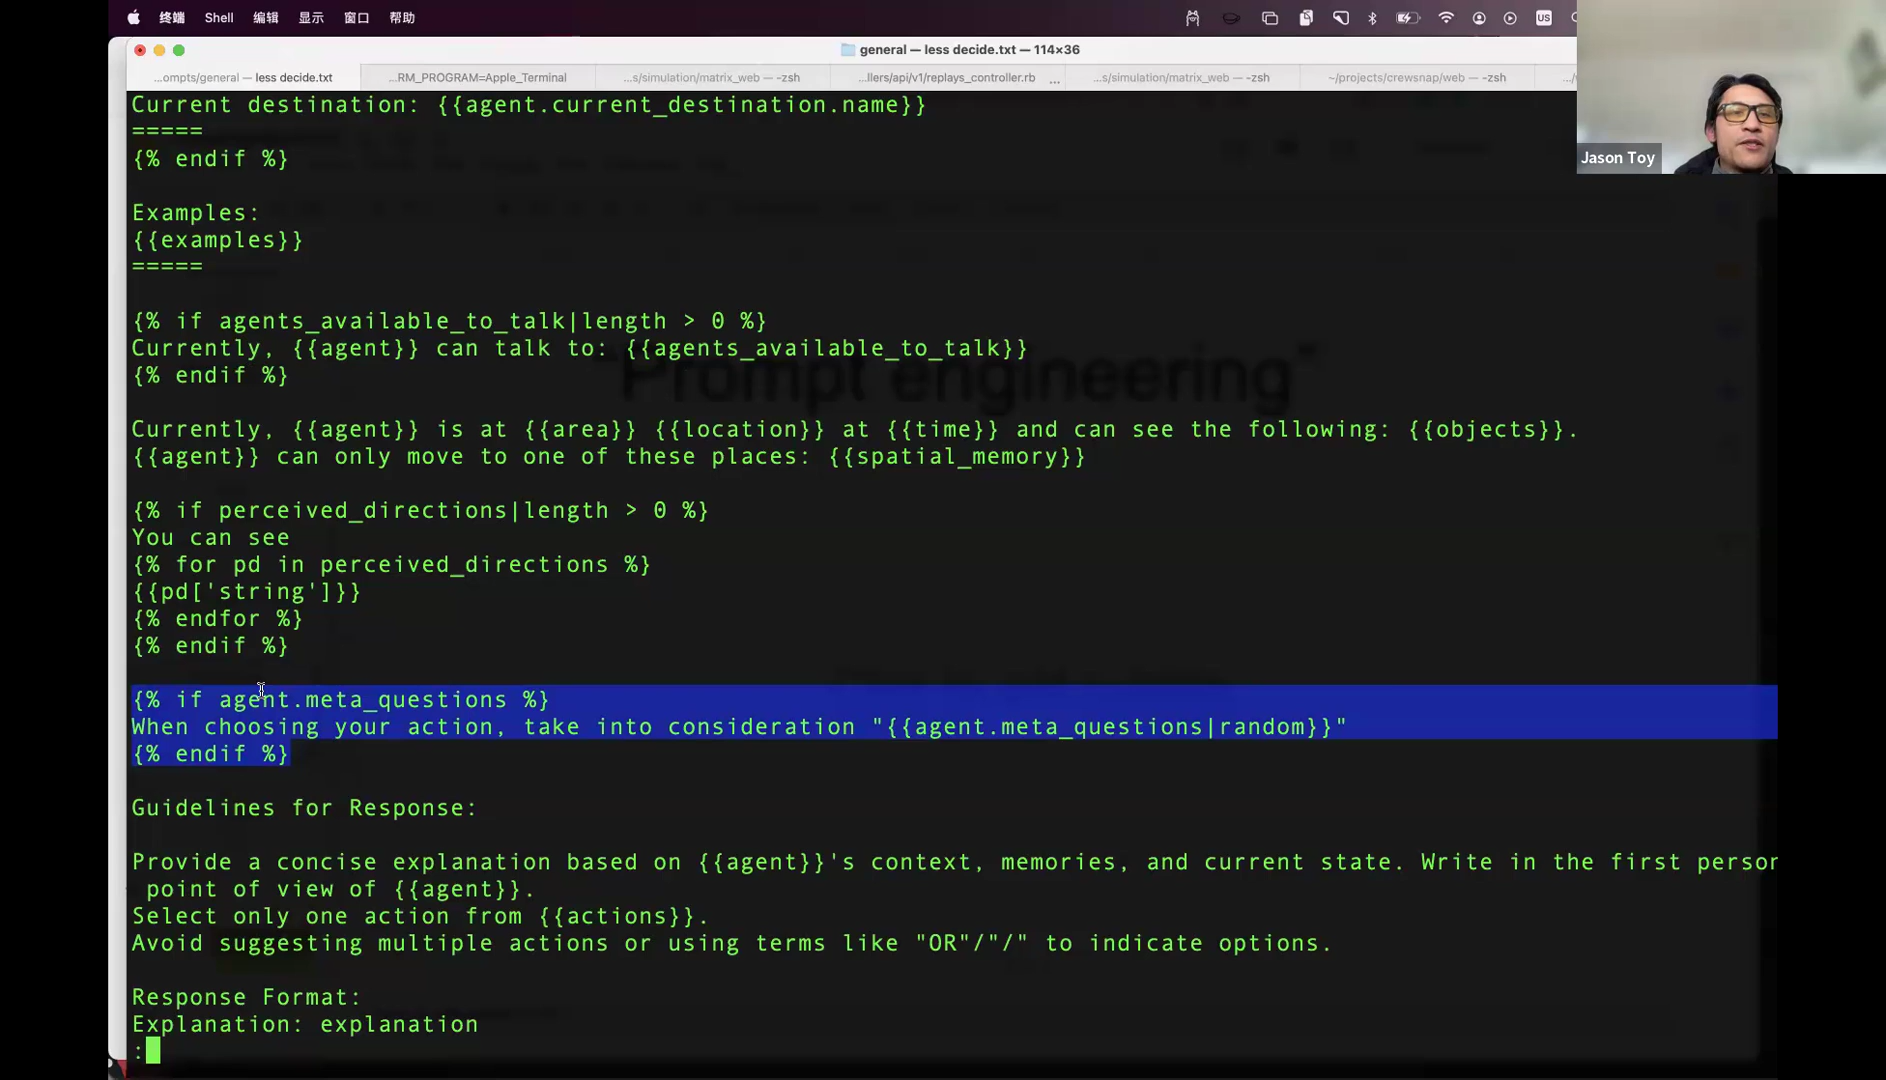 终端 Shell 编辑 显示 窗口 帮助 US
general — less decide.txt — 114×36
...ompts/general — less decide.txt ...RM_PROGRAM=Apple_Terminal ...s/simulation/matrix_web — -zsh ...llers/api/v1/replays_controller.rb ... ...s/simulation/matrix_web — -zsh ~/projects/crewsnap/web — -zsh
Current destination: {{agent.current_destination.name}}
=====
{% endif %}
Jason Toy
Examples:
{{examples}}
=====
{% if agents_available_to_talk|length > 0 %}
Currently, {{agent}} can talk to: {{agents_available_to_talk}}
{% endif %}
"Prompt engineering"
Currently, {{agent}} is at {{area}} {{location}} at {{time}} and can see the following: {{objects}}.
{{agent}} can only move to one of these places: {{spatial_memory}}
{% if perceived_directions|length > 0 %}
You can see
{% for pd in perceived_directions %}
{{pd['string']}}
{% endfor %}
{% endif %}
{% if agent.meta_questions %}
When choosing your action, take into consideration "{{agent.meta_questions|random}}"
{% endif %}
Guidelines for Response:
Provide a concise explanation based on {{agent}}'s context, memories, and current state. Write in the first person
point of view of {{agent}}.
Select only one action from {{actions}}.
Avoid suggesting multiple actions or using terms like "OR"/"/" to indicate options.
Response Format:
Explanation: explanation
: